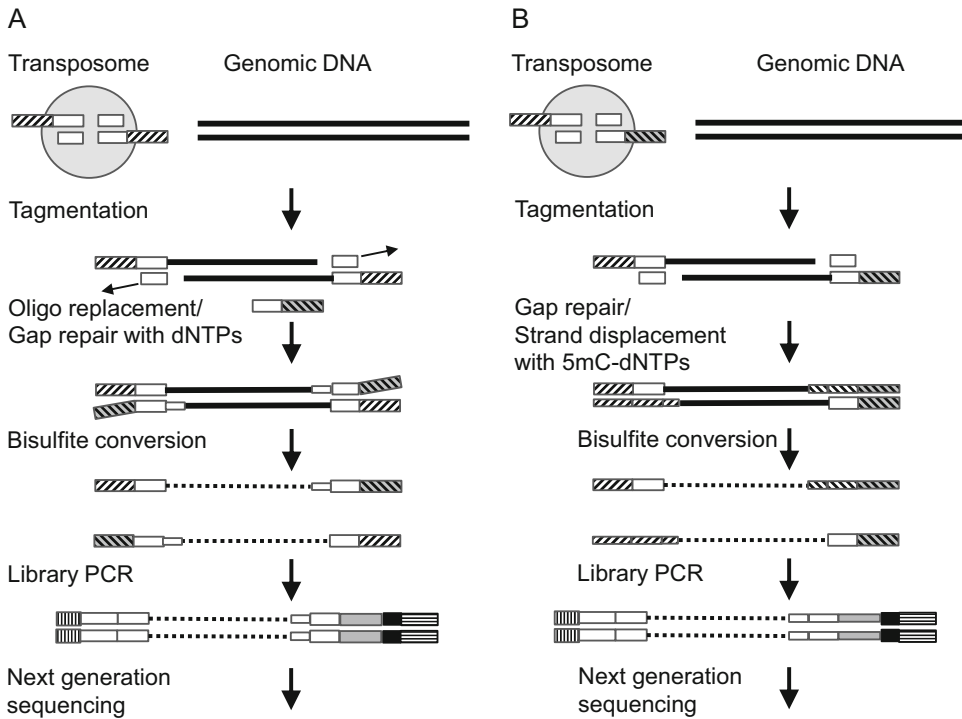 A
Transposome
Genomic DNA
Tagmentation
Oligo replacement/
Gap repair with dNTPs
Bisulfite conversion
Library PCR
Next generation
sequencing
B
Transposome
Genomic DNA
Tagmentation
Gap repair/
Strand displacement
with 5mC-dNTPs
Bisulfite conversion
Library PCR
Next generation
sequencing